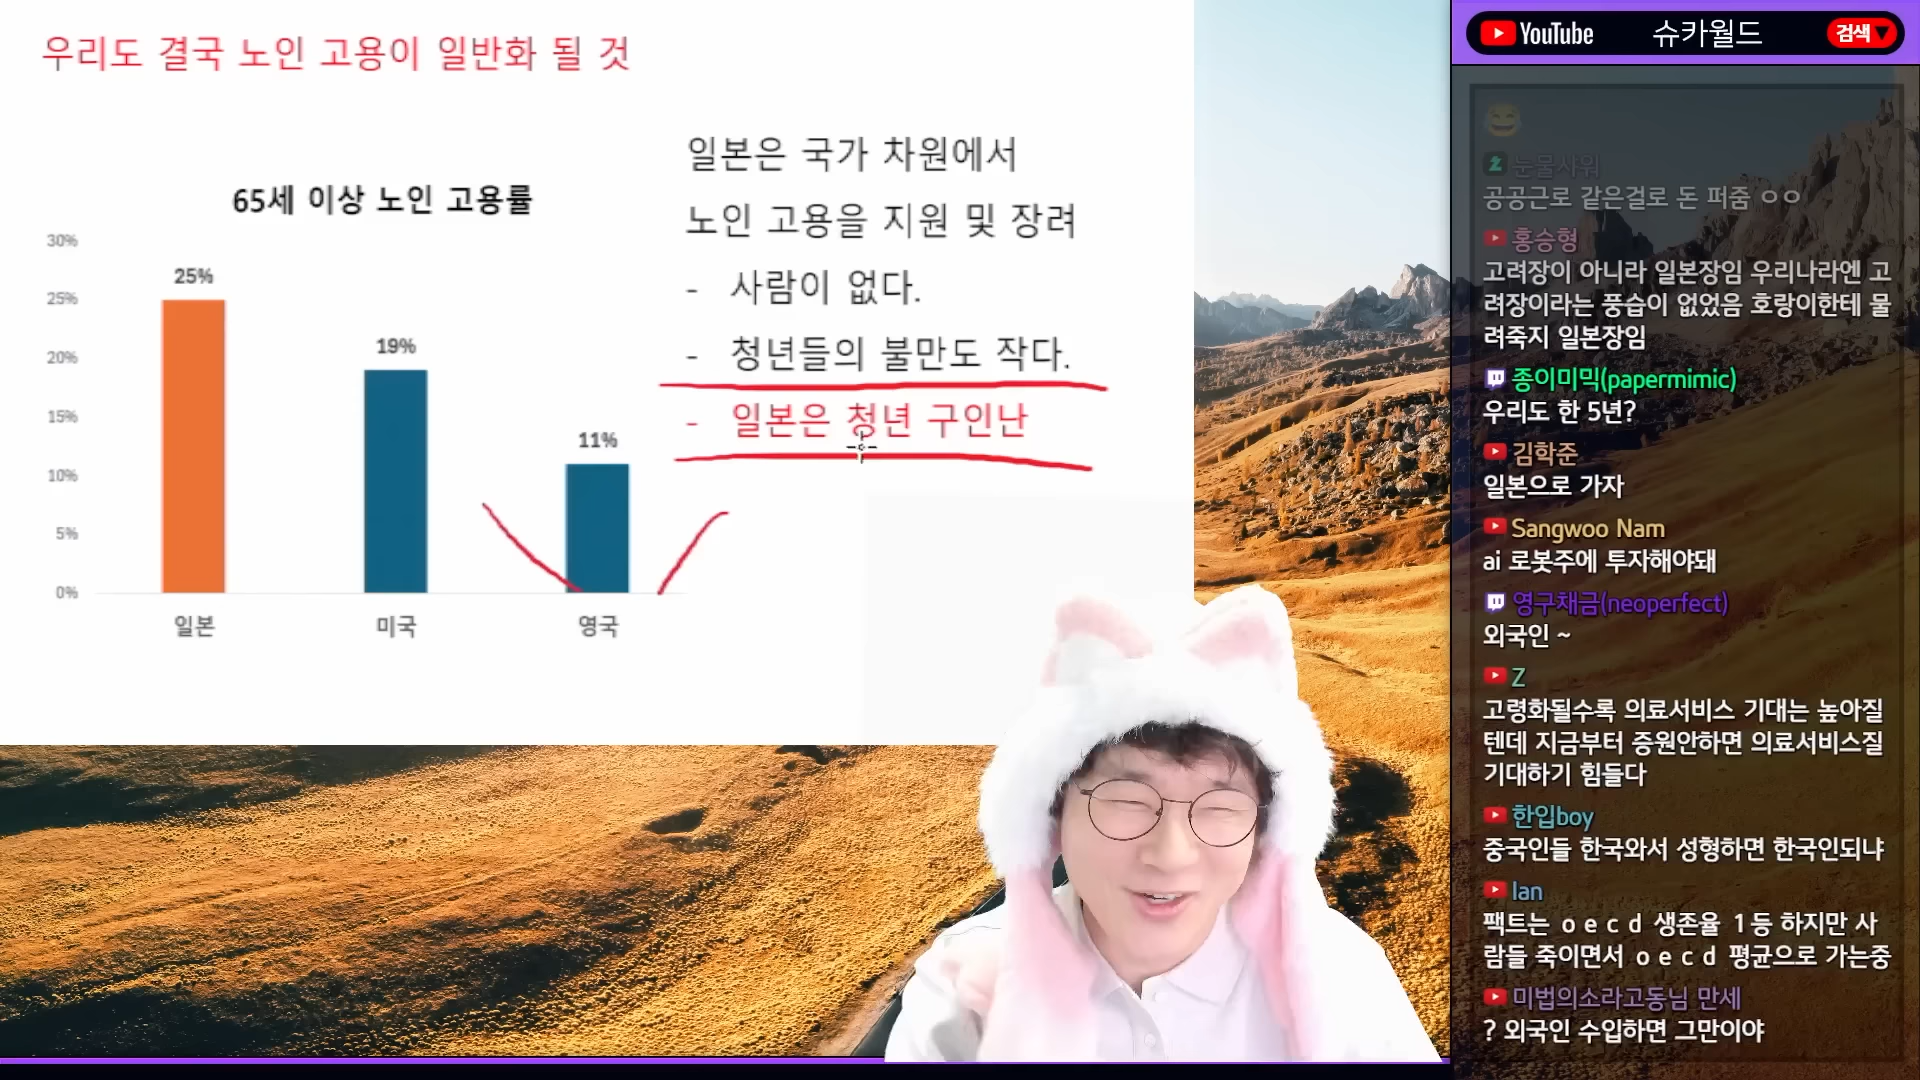 우리도 결국 노인 고용이 일반화 될 것
65세 이상 노인 고용률
30%
25%
20%
15%
10%
5%
0%
25%
19%
11%
일본
미국
영국
일본은 국가 차원에서
노인 고용을 지원 및 장려
- 사람이 없다.
- 청년들의 불만도 작다.
- 일본은 청년 구인난
YouTube 슈카월드 검색
눈물샤워
공공근로 같은걸로 돈 퍼줌 ㅇㅇ
홍승형
고려장이 아니라 일본장임 우리나라엔 고
려장이라는 풍습이 없었음 호랑이한테 물
려죽지 일본장임
종이미믹(papermimic)
우리도 한 5년?
김학준
일본으로 가자
Sangwoo Nam
ai 로봇주에 투자해야돼
영구채금(neoperfect)
외국인 ~
Z
고령화될수록 의료서비스 기대는 높아질
텐데 지금부터 증원안하면 의료서비스질
기대하기 힘들다
한입boy
중국인들 한국와서 성형하면 한국인되냐
Ian
팩트는 o e c d 생존율 1등 하지만 사
람들 죽이면서 o e c d 평균으로 가는중
미법의소라고동님 만세
? 외국인 수입하면 그만이야